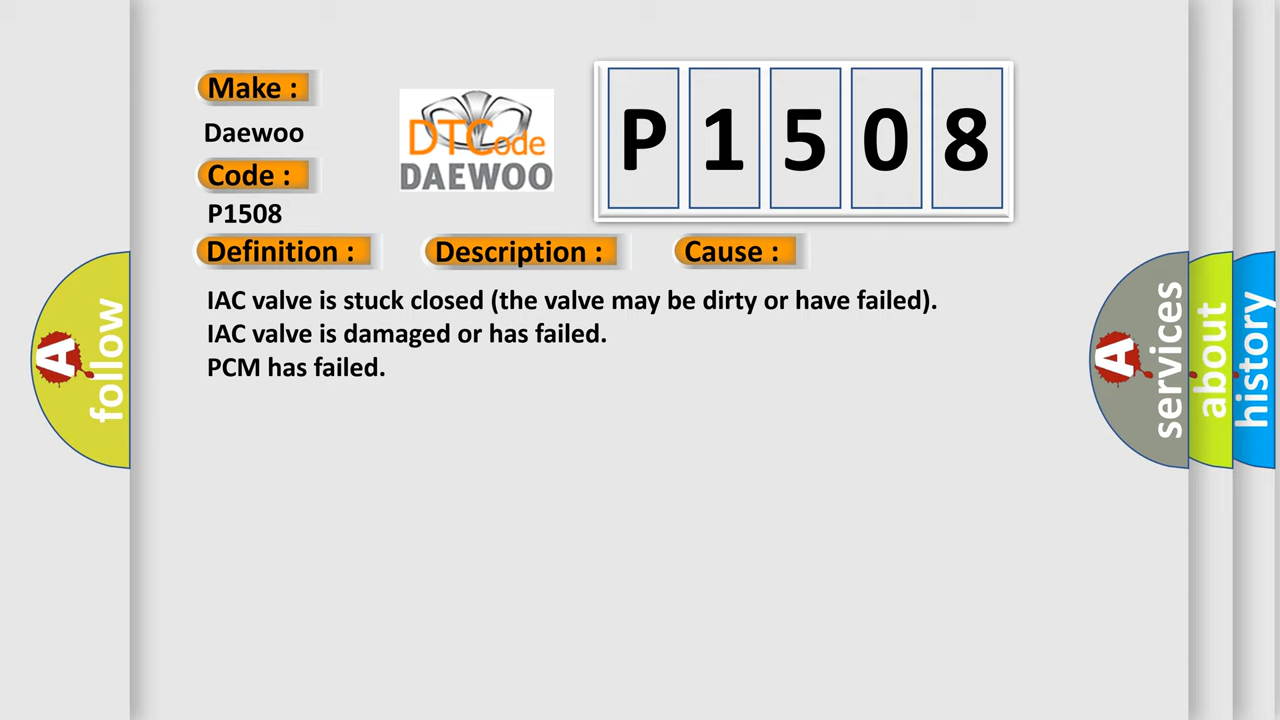 Make :
Daewoo
Code :
P1508
DTCode
DAEWOO
P 1 5 0 8
Definition :
Description :
Cause :
IAC valve is stuck closed (the valve may be dirty or have failed).
IAC valve is damaged or has failed.
PCM has failed.
A follow
A services
about
history